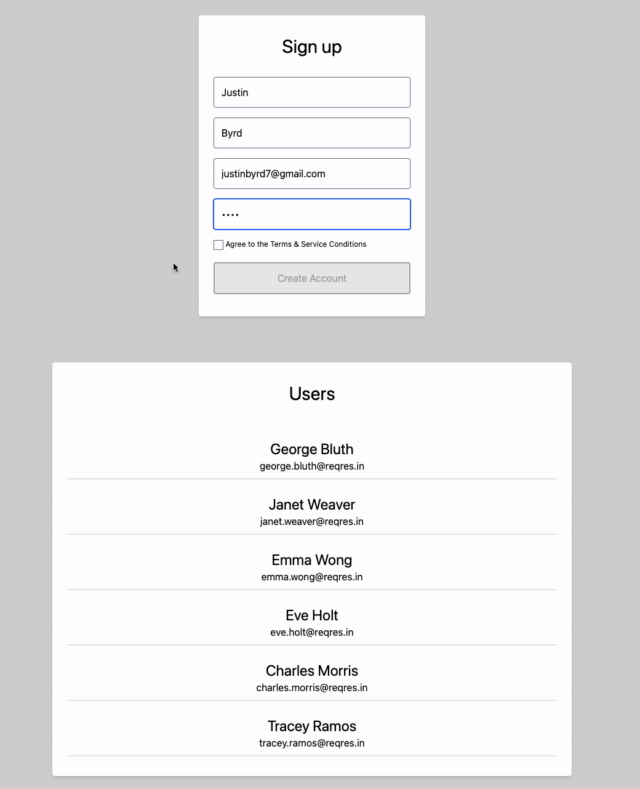 Sign up
Justin
Byrd
justinbyrd7@gmail.com
••••
Agree to the Terms & Service Conditions
Create Account
Users
George Bluth
george.bluth@reqres.in
Janet Weaver
janet.weaver@reqres.in
Emma Wong
emma.wong@reqres.in
Eve Holt
eve.holt@reqres.in
Charles Morris
charles.morris@reqres.in
Tracey Ramos
tracey.ramos@reqres.in